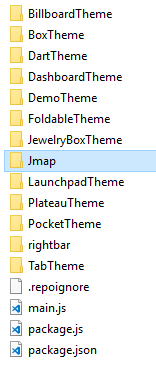 BillboardTheme
BoxTheme
DartTheme
DashboardTheme
DemoTheme
FoldableTheme
JewelryBoxTheme
Jmap
LaunchpadTheme
PlateauTheme
PocketTheme
rightbar
TabTheme
.repoignore
main.js
package.js
package.json